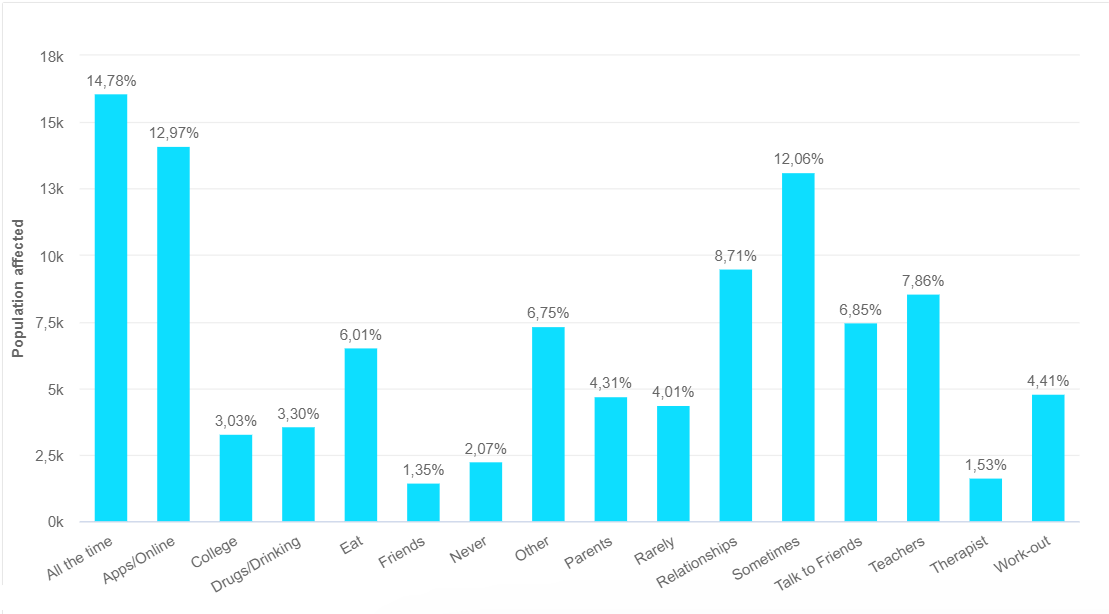 Population affected
18k
15k
13k
10k
7,5k
5k
2,5k
0k
14,78%
12,97%
3,03%
3,30%
6,01%
1,35%
2,07%
6,75%
4,31%
4,01%
8,71%
12,06%
6,85%
7,86%
1,53%
4,41%
All the time
Apps/Online
College
Drugs/Drinking
Eat
Friends
Never
Other
Parents
Rarely
Relationships
Sometimes
Talk to Friends
Teachers
Therapist
Work-out